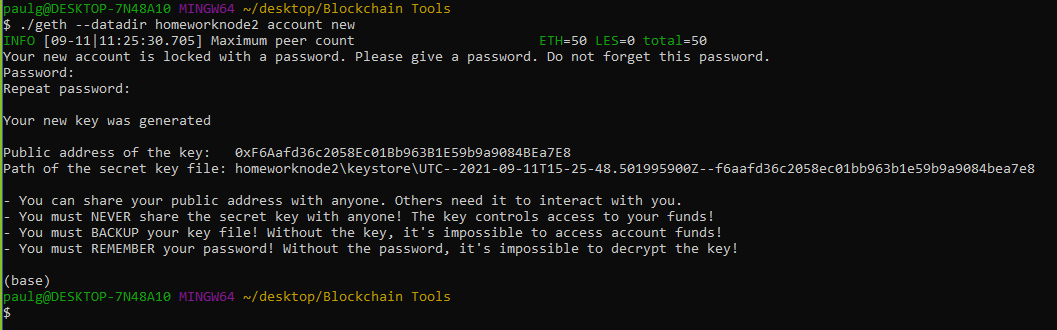 paulg@DESKTOP-7N48A10 MINGW64 ~/desktop/Blockchain Tools
$ ./geth --datadir homeworknode2 account new
INFO [09-11|11:25:30.705] Maximum peer count ETH=50 LES=0 total=50
Your new account is locked with a password. Please give a password. Do not forget this password.
Password:
Repeat password:
Your new key was generated
Public address of the key: 0xF6Aafd36c2058Ec01Bb963B1E59b9a9084BEa7E8
Path of the secret key file: homeworknode2\keystore\UTC--2021-09-11T15-25-48.501995900Z--f6aafd36c2058ec01bb963b1e59b9a9084bea7e8
- You can share your public address with anyone. Others need it to interact with you.
- You must NEVER share the secret key with anyone! The key controls access to your funds!
- You must BACKUP your key file! Without the key, it's impossible to access account funds!
- You must REMEMBER your password! Without the password, it's impossible to decrypt the key!
(base)
paulg@DESKTOP-7N48A10 MINGW64 ~/desktop/Blockchain Tools
$